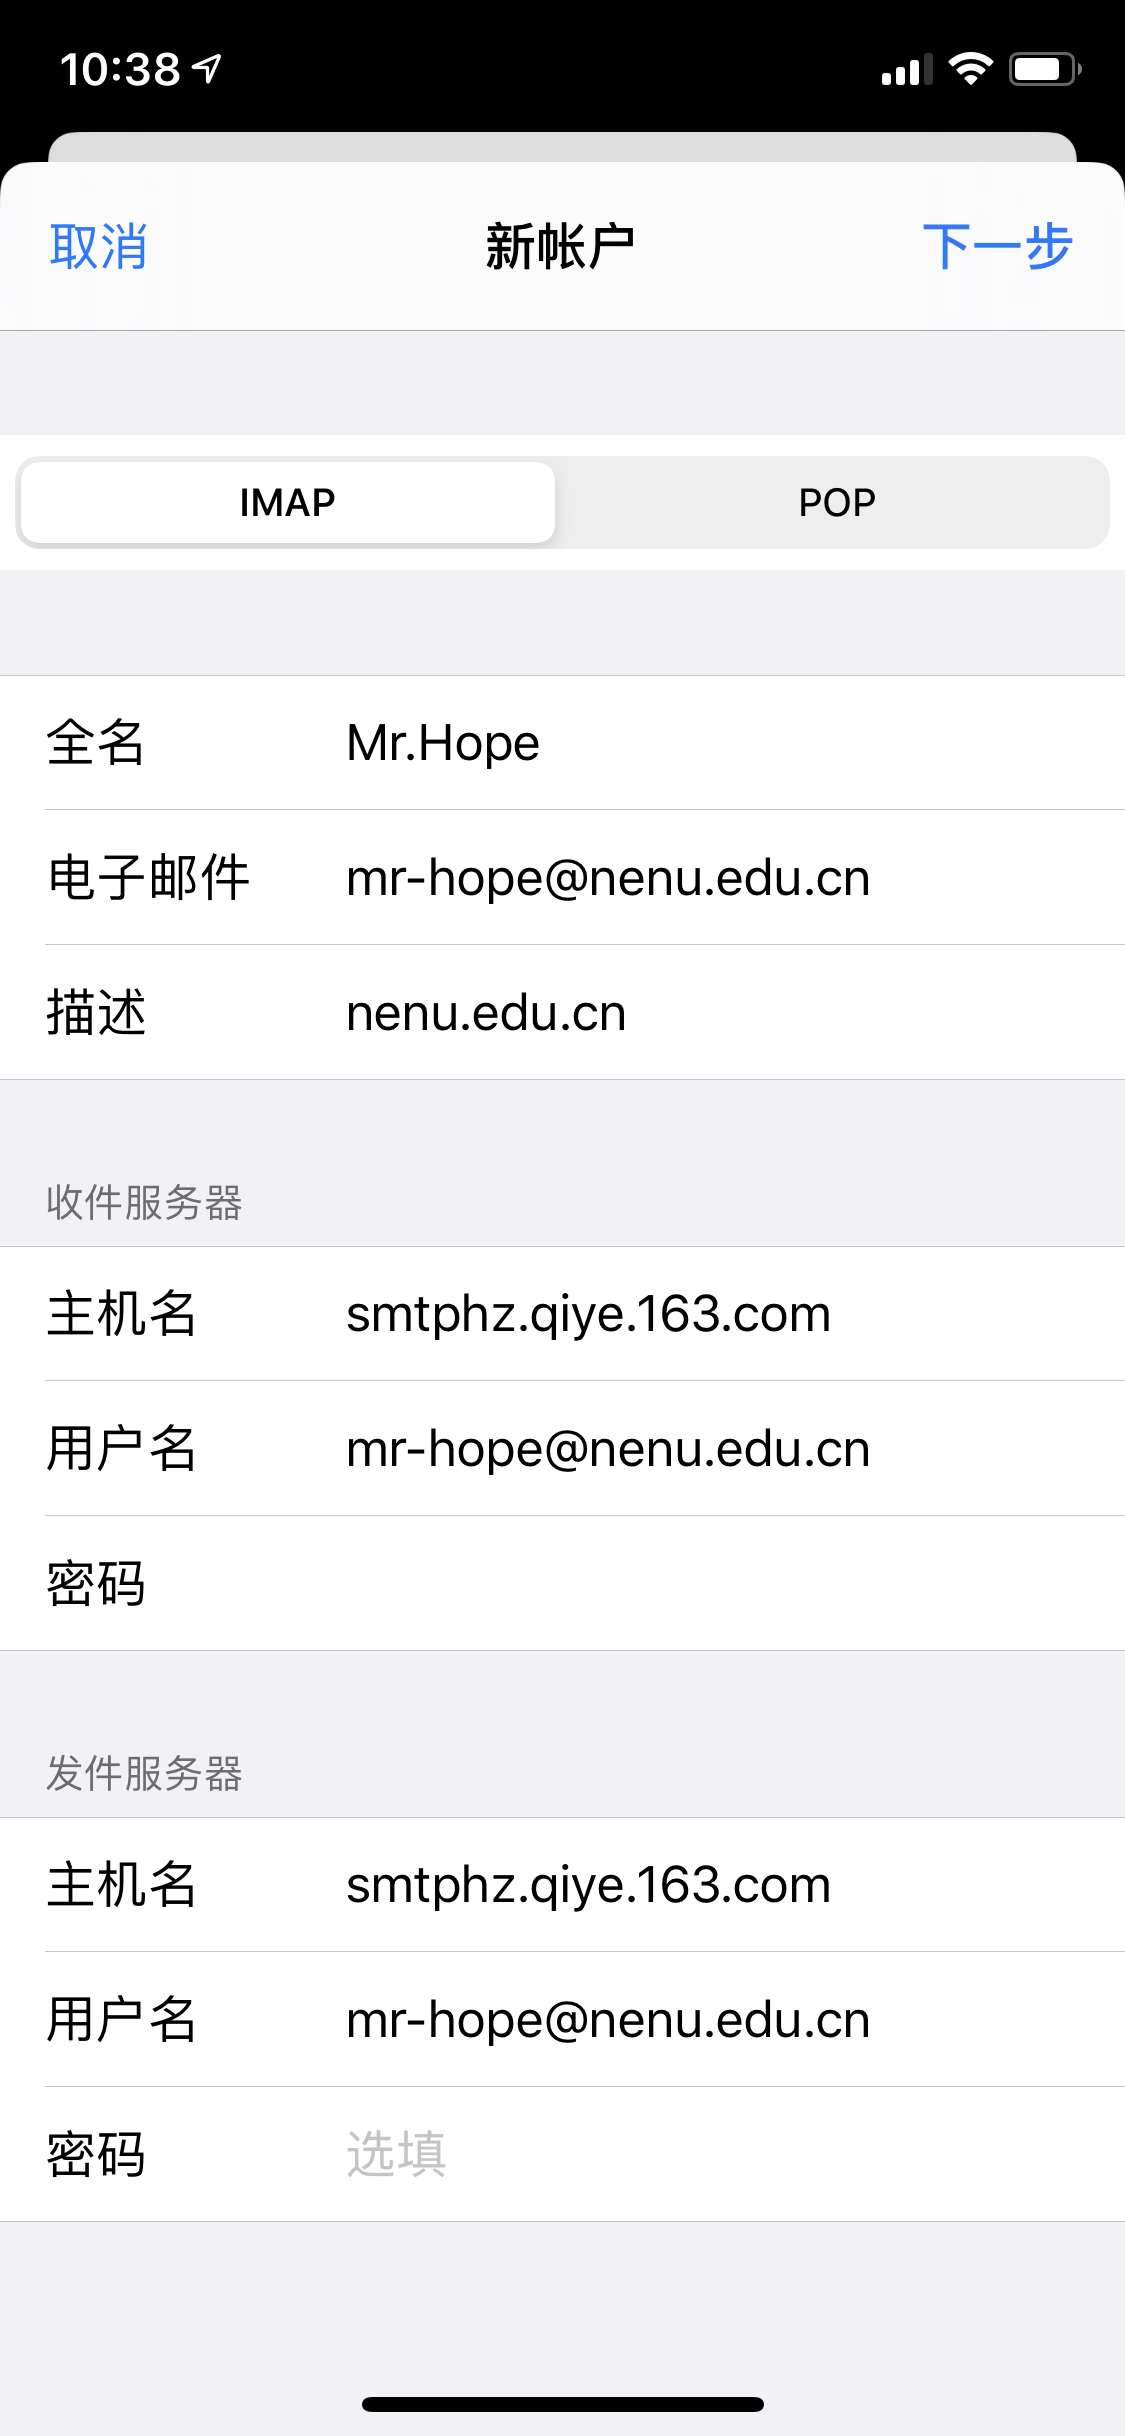 10:38
取消 新帐户 下一步
IMAP POP
全名 Mr.Hope
电子邮件 mr-hope@nenu.edu.cn
描述 nenu.edu.cn
收件服务器
主机名 smtphz.qiye.163.com
用户名 mr-hope@nenu.edu.cn
密码
发件服务器
主机名 smtphz.qiye.163.com
用户名 mr-hope@nenu.edu.cn
密码 选填